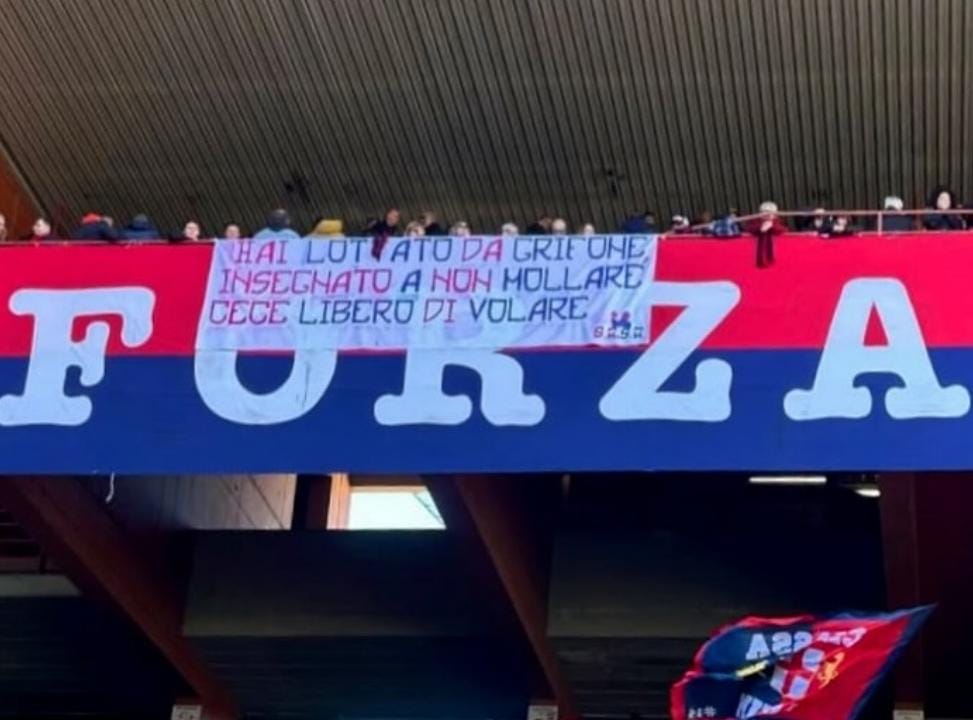 HAI LOTTATO DA GRIFONE
INSEGNATO A NON MOLLARE
CECE LIBERO DI VOLARE
FORZA